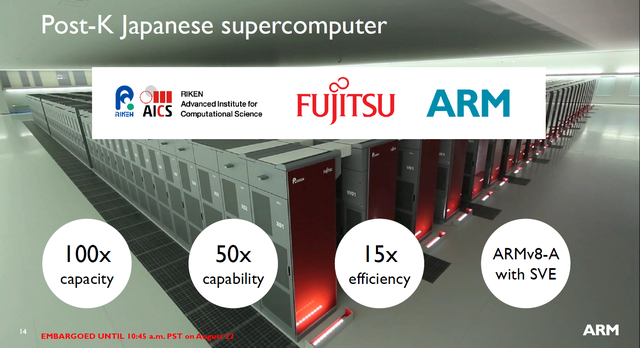 Post-K Japanese supercomputer
RIKEN
AICS
RIKEN
Advanced Institute for
Computational Science
FUJITSU
ARM
100x
capacity
50x
capability
15x
efficiency
ARMv8-A
with SVE
14
EMBARGOED UNTIL 10:45 a.m. PST on August 22
ARM